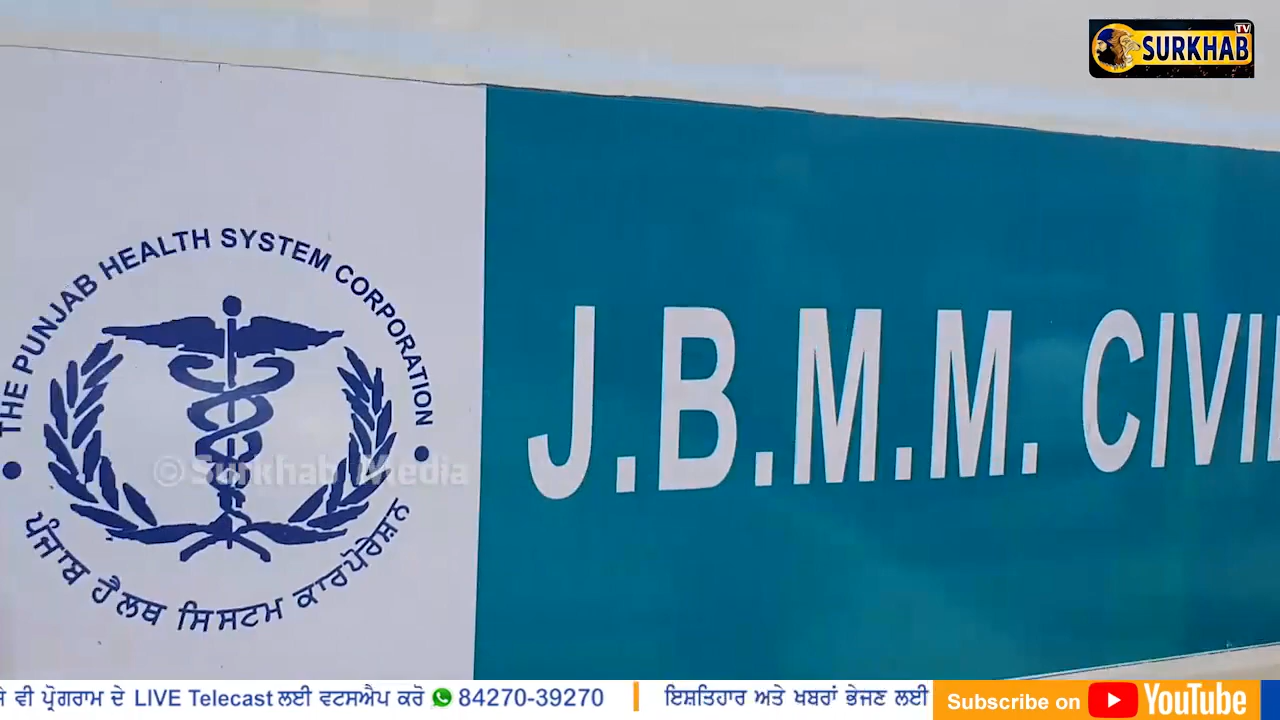 SURKHAB TV
THE PUNJAB HEALTH SYSTEM CORPORATION
J.B.M.M. CIVIL
© Surkhab Media
ਪੰਜਾਬ ਹੈਲਥ ਸਿਸਟਮ ਕਾਰਪੋਰੇਸ਼ਨ
ਵੀ ਪ੍ਰੋਗਰਾਮ ਦੇ LIVE Telecast ਲਈ ਵਟਸਐਪ ਕਰੋ 84270-39270 | ਇਸ਼ਤਿਹਾਰ ਅਤੇ ਖਬਰਾਂ ਭੇਜਣ ਲਈ
Subscribe on YouTube